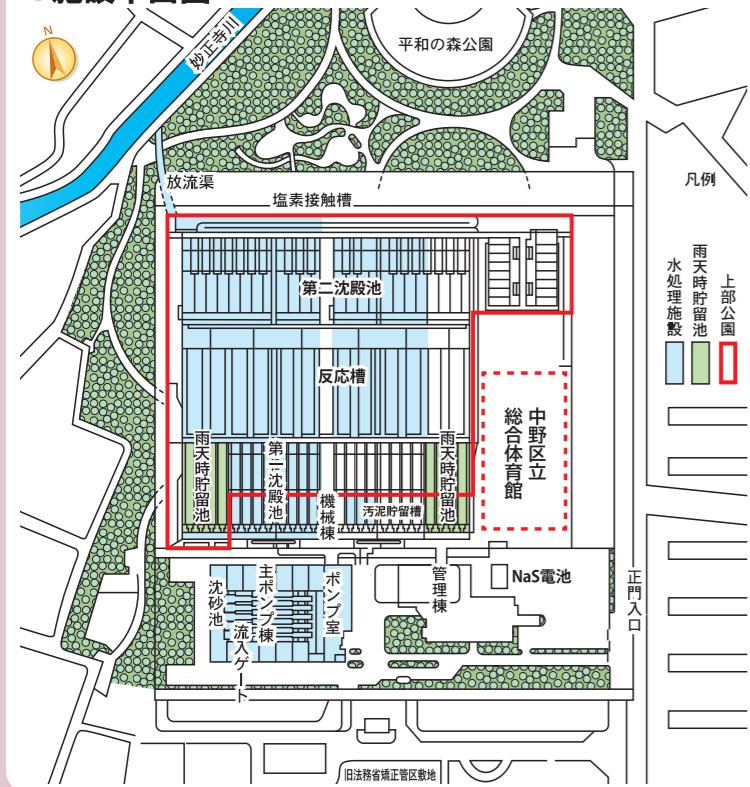 N
妙正寺川
平和の森公園
放流渠
塩素接触槽
凡例
上部公園
雨天時貯留池
水処理施設
第二沈殿池
反応槽
中野区立
総合体育館
雨天時貯留池
第一沈殿池
機械棟
汚泥貯留槽
雨天時貯留池
沈砂池
主ポンプ棟
流入ゲート
ポンプ室
管理棟
NaS電池
正門入口
旧法務省矯正管区敷地